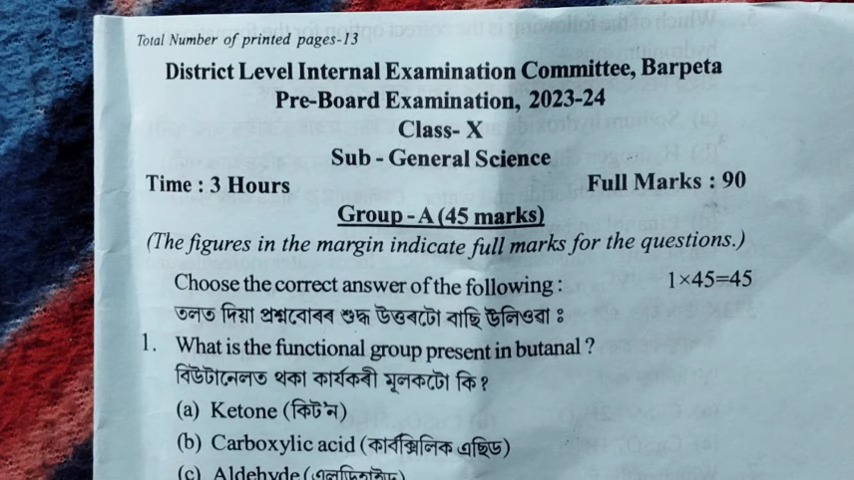 Total Number of printed pages-13
District Level Internal Examination Committee, Barpeta
Pre-Board Examination, 2023-24
Class- X
Sub - General Science
Time : 3 Hours Full Marks : 90
Group - A (45 marks)
(The figures in the margin indicate full marks for the questions.)
Choose the correct answer of the following : 1×45=45
তলত দিয়া প্ৰশ্নবোৰৰ শুদ্ধ উত্তৰটো বাছি উলিওৱা ঃ
1. What is the functional group present in butanal ?
বিউটানেলত থকা কাৰ্যকৰী মূলকটো কি ?
(a) Ketone (কিট'ন)
(b) Carboxylic acid (কাৰ্বক্সিলিক এছিড)
(c) Aldehyde (এলডিহাইড)